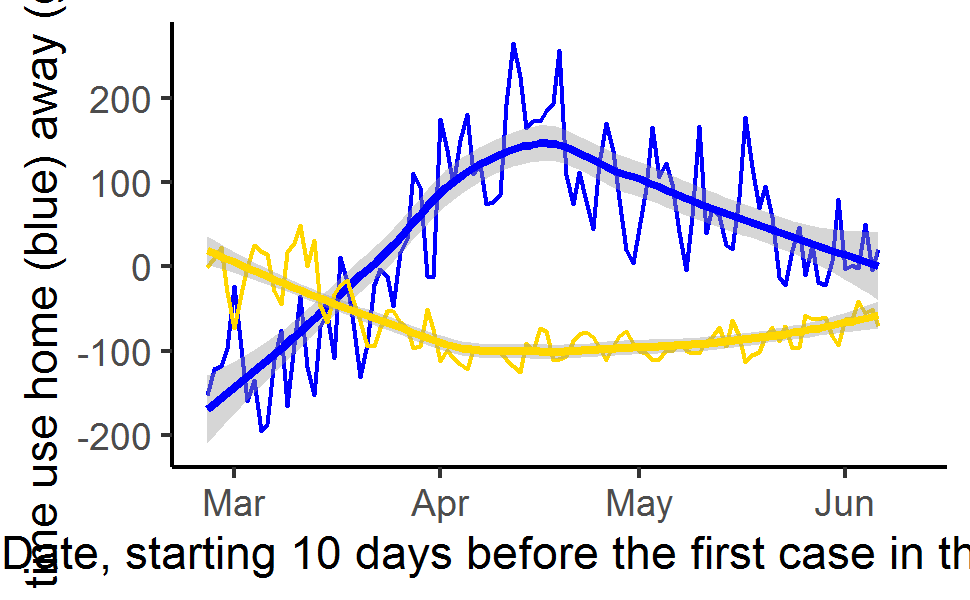 time use home (blue) away (
200
100
0
-100
-200
Mar Apr May Jun
Date, starting 10 days before the first case in th